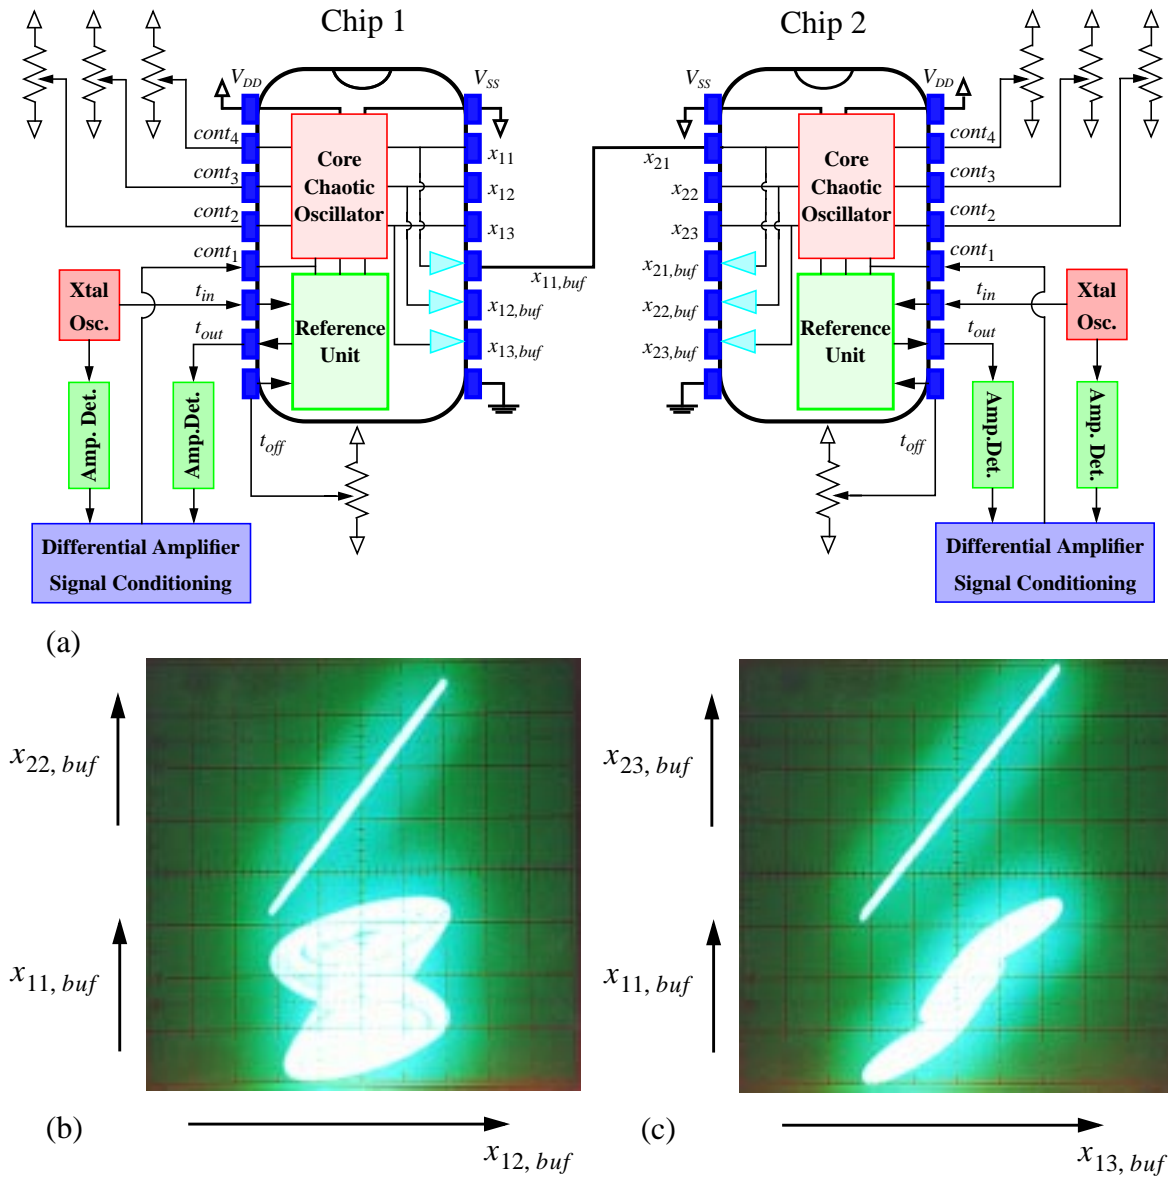 Chip 1
Chip 2
V_DD
V_SS
V_SS
V_DD
cont_4
cont_3
cont_2
cont_1
t_in
t_out
t_off
Core
Chaotic
Oscillator
Reference
Unit
x_11
x_12
x_13
x_11,buf
x_12,buf
x_13,buf
Xtal
Osc.
Amp. Det.
Amp.Det.
Differential Amplifier
Signal Conditioning
x_21
x_22
x_23
x_21,buf
x_22,buf
x_23,buf
Core
Chaotic
Oscillator
Reference
Unit
cont_4
cont_3
cont_2
cont_1
t_in
t_out
t_off
Xtal
Osc.
Amp.Det.
Amp. Det.
Differential Amplifier
Signal Conditioning
(a)
x_22, buf
x_11, buf
(b)
x_12, buf
x_23, buf
x_11, buf
(c)
x_13, buf